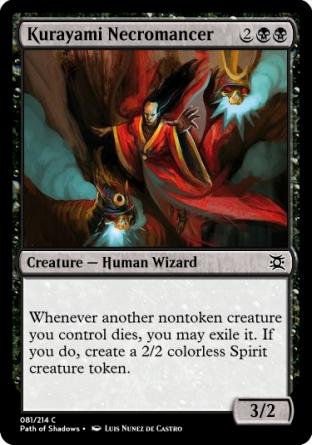 Kurayami Necromancer 2
Creature — Human Wizard
Whenever another nontoken creature
you control dies, you may exile it. If
you do, create a 2/2 colorless Spirit
creature token.
3/2
081/214 C
Path of Shadows • Luis Nunez de Castro